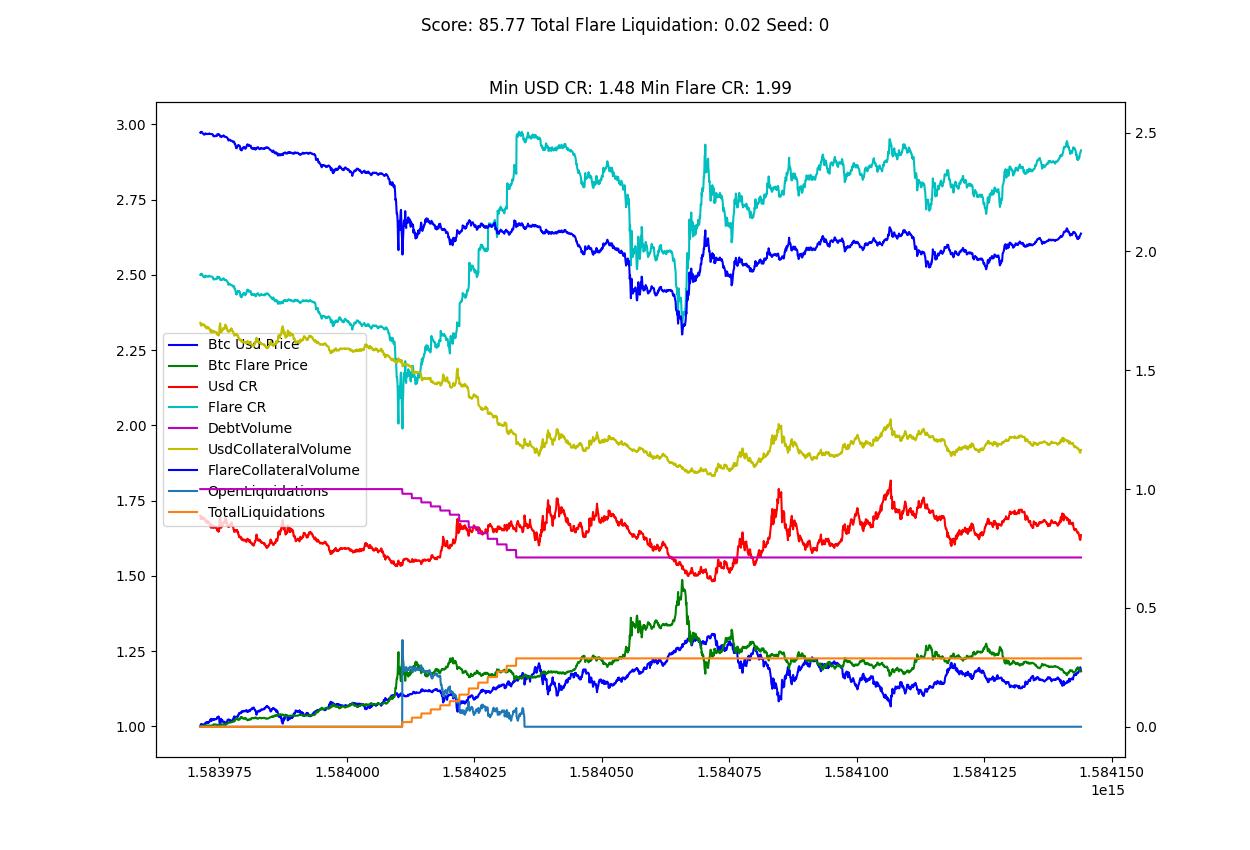 Score: 85.77 Total Flare Liquidation: 0.02 Seed: 0
Min USD CR: 1.48 Min Flare CR: 1.99
3.00
2.75
2.50
2.25
2.00
1.75
1.50
1.25
1.00
2.5
2.0
1.5
1.0
0.5
0.0
Btc Usd Price
Btc Flare Price
Usd CR
Flare CR
DebtVolume
UsdCollateralVolume
FlareCollateralVolume
OpenLiquidations
TotalLiquidations
1.583975 1.584000 1.584025 1.584050 1.584075 1.584100 1.584125 1.584150
1e15